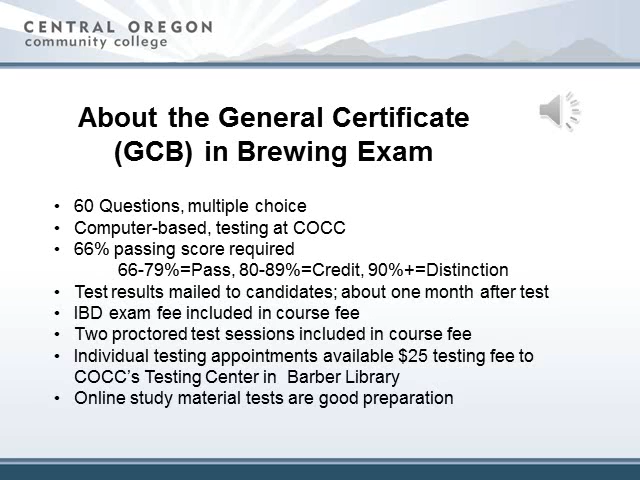 CENTRAL OREGON
community college
About the General Certificate
(GCB) in Brewing Exam
• 60 Questions, multiple choice
• Computer-based, testing at COCC
• 66% passing score required
66-79%=Pass, 80-89%=Credit, 90%+=Distinction
• Test results mailed to candidates; about one month after test
• IBD exam fee included in course fee
• Two proctored test sessions included in course fee
• Individual testing appointments available $25 testing fee to
COCC's Testing Center in  Barber Library
• Online study material tests are good preparation